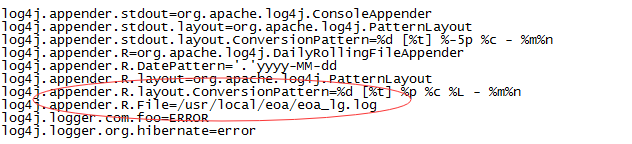 log4j.appender.stdout=org.apache.log4j.ConsoleAppender
log4j.appender.stdout.layout=org.apache.log4j.PatternLayout
log4j.appender.stdout.layout.ConversionPattern=%d [%t] %-5p %c - %m%n
log4j.appender.R=org.apache.log4j.DailyRollingFileAppender
log4j.appender.R.DatePattern='.'yyyy-MM-dd
log4j.appender.R.layout=org.apache.log4j.PatternLayout
log4j.appender.R.layout.ConversionPattern=%d [%t] %p %c %L - %m%n
log4j.appender.R.File=/usr/local/eoa/eoa_lg.log
log4j.logger.com.foo=ERROR
log4j.logger.org.hibernate=error